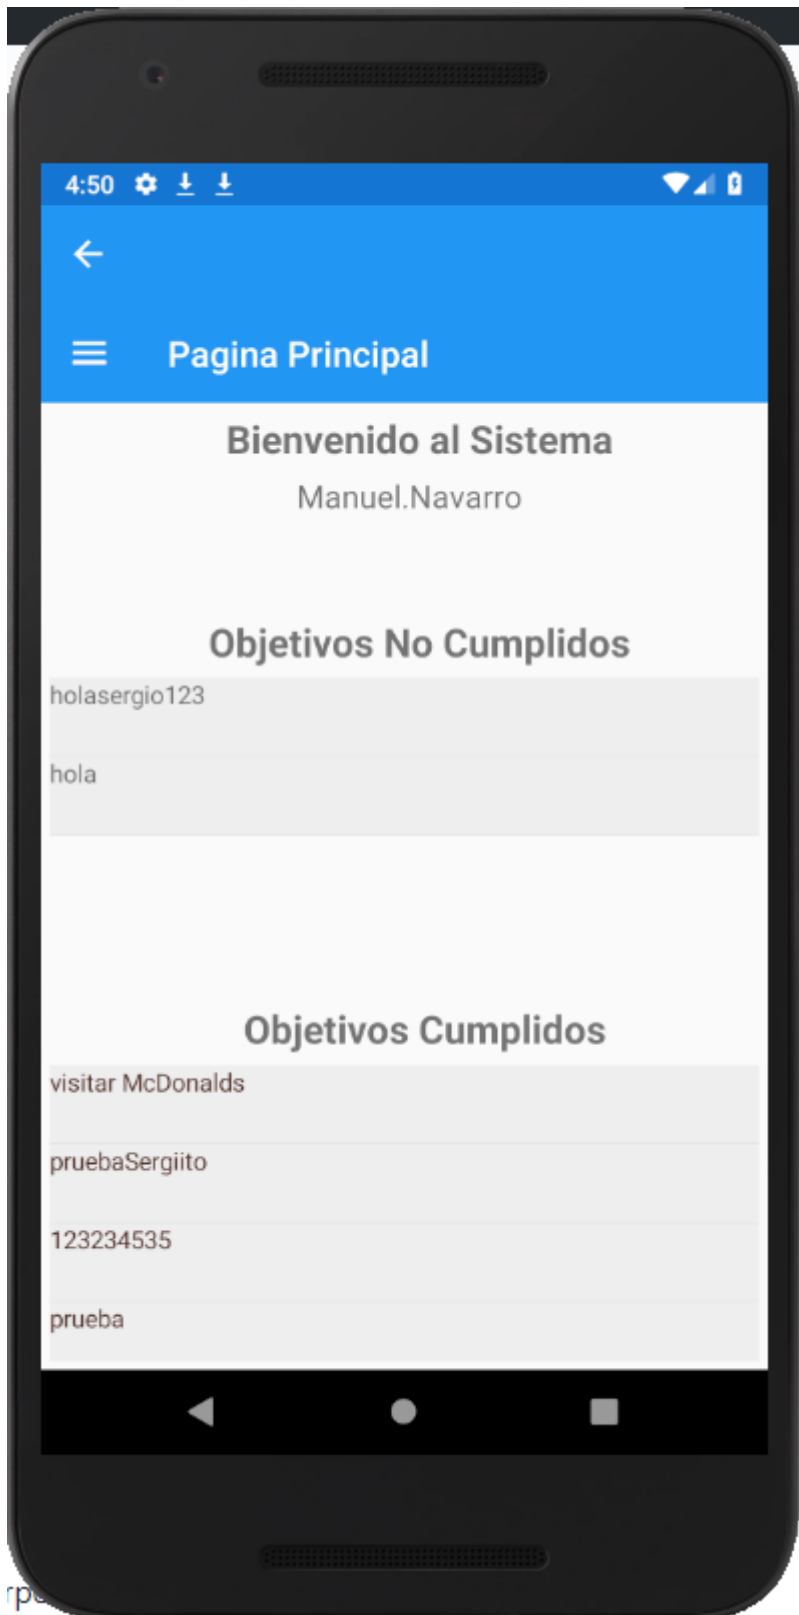 4:50
Pagina Principal
Bienvenido al Sistema
Manuel.Navarro
Objetivos No Cumplidos
holasergio123
hola
Objetivos Cumplidos
visitar McDonalds
pruebaSergiito
123234535
prueba